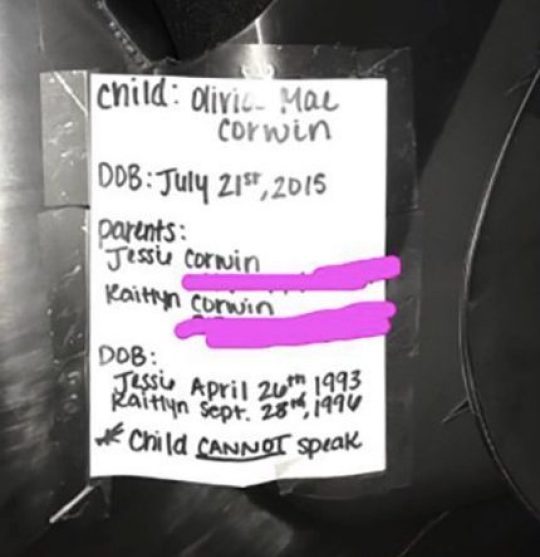 child: Olivia Mae
Corwin
DOB: July 21st, 2015
parents:
Jessie Corwin
Kaitlyn Corwin
DOB:
Jessie April 26th 1993
Kaitlyn Sept. 28th, 1996
* Child CANNOT speak